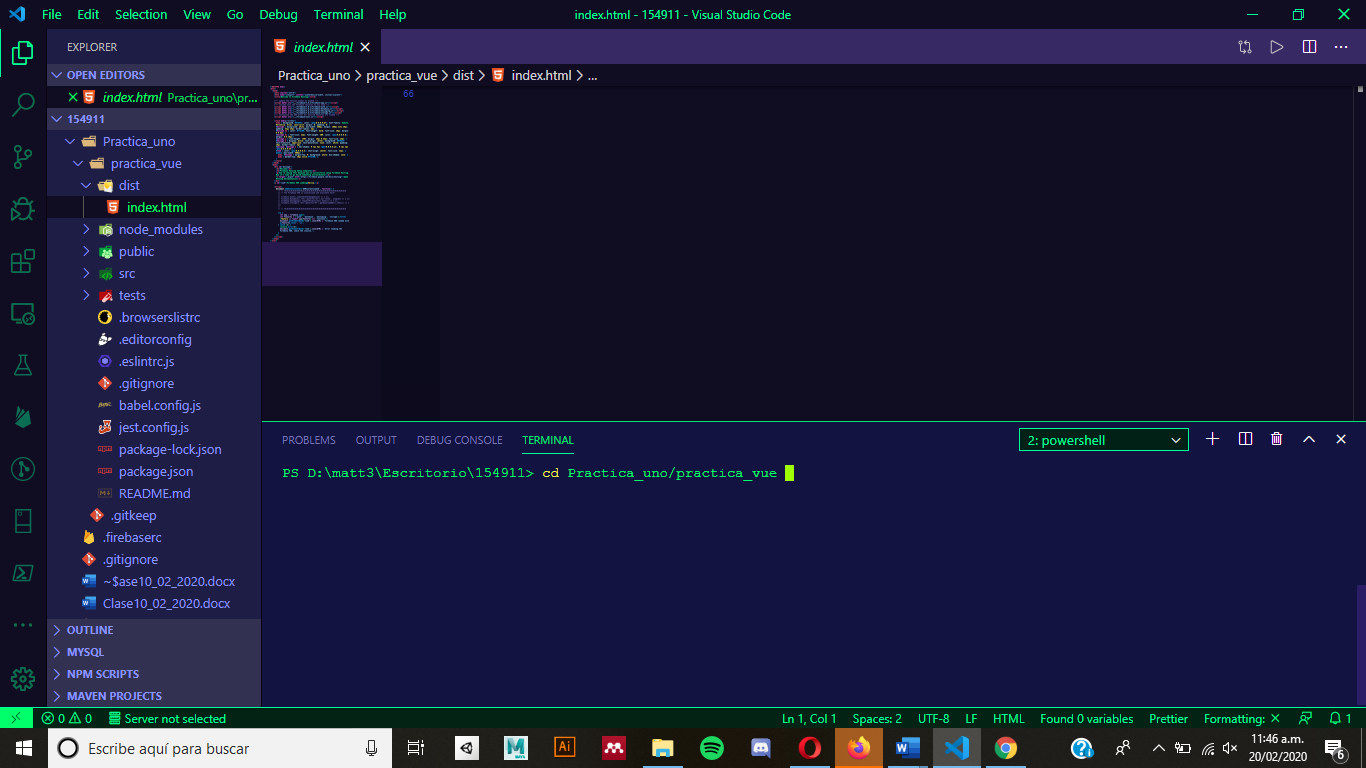 File Edit Selection View Go Debug Terminal Help
index.html - 154911 - Visual Studio Code
EXPLORER
OPEN EDITORS
index.html Practica_uno\pr...
154911
Practica_uno
practica_vue
dist
index.html
node_modules
public
src
tests
.browserslistrc
.editorconfig
.eslintrc.js
.gitignore
babel.config.js
jest.config.js
package-lock.json
package.json
README.md
.gitkeep
.firebaserc
.gitignore
~$ase10_02_2020.docx
Clase10_02_2020.docx
OUTLINE
MYSQL
NPM SCRIPTS
MAVEN PROJECTS
index.html
Practica_uno > practica_vue > dist > index.html > ...
66
PROBLEMS OUTPUT DEBUG CONSOLE TERMINAL
2: powershell
PS D:\matt3\Escritorio\154911> cd Practica_uno/practica_vue
0 0 Server not selected
Ln 1, Col 1 Spaces: 2 UTF-8 LF HTML Found 0 variables Prettier Formatting: × 1
Escribe aquí para buscar
11:46 a.m.
20/02/2020
6